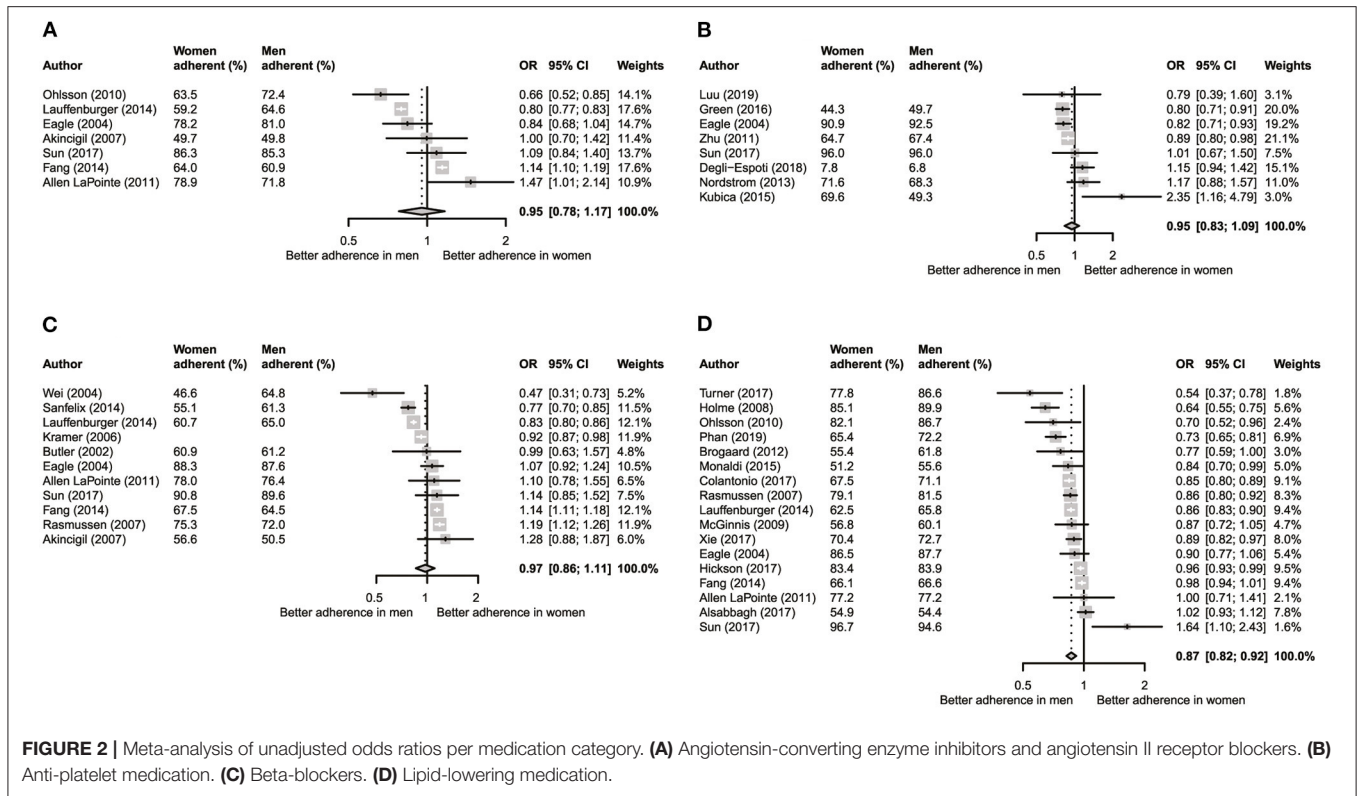 A
Women Men
Author adherent (%) adherent (%) OR 95% CI Weights
Ohlsson (2010) 63.5 72.4 0.66 [0.52; 0.85] 14.1%
Lauffenburger (2014) 59.2 64.6 0.80 [0.77; 0.83] 17.6%
Eagle (2004) 78.2 81.0 0.84 [0.68; 1.04] 14.7%
Akincigil (2007) 49.7 49.8 1.00 [0.70; 1.42] 11.4%
Sun (2017) 86.3 85.3 1.09 [0.84; 1.40] 13.7%
Fang (2014) 64.0 60.9 1.14 [1.10; 1.19] 17.6%
Allen LaPointe (2011) 78.9 71.8 1.47 [1.01; 2.14] 10.9%
0.95 [0.78; 1.17] 100.0%
0.5 1 2
Better adherence in men Better adherence in women
B
Women Men
Author adherent (%) adherent (%) OR 95% CI Weights
Luu (2019) 0.79 [0.39; 1.60] 3.1%
Green (2016) 44.3 49.7 0.80 [0.71; 0.91] 20.0%
Eagle (2004) 90.9 92.5 0.82 [0.71; 0.93] 19.2%
Zhu (2011) 64.7 67.4 0.89 [0.80; 0.98] 21.1%
Sun (2017) 96.0 96.0 1.01 [0.67; 1.50] 7.5%
Degli−Espoti (2018) 7.8 6.8 1.15 [0.94; 1.42] 15.1%
Nordstrom (2013) 71.6 68.3 1.17 [0.88; 1.57] 11.0%
Kubica (2015) 69.6 49.3 2.35 [1.16; 4.79] 3.0%
0.95 [0.83; 1.09] 100.0%
0.5 1 2
Better adherence in men Better adherence in women
C
Women Men
Author adherent (%) adherent (%) OR 95% CI Weights
Wei (2004) 46.6 64.8 0.47 [0.31; 0.73] 5.2%
Sanfelix (2014) 55.1 61.3 0.77 [0.70; 0.85] 11.5%
Lauffenburger (2014) 60.7 65.0 0.83 [0.80; 0.86] 12.1%
Kramer (2006) 0.92 [0.87; 0.98] 11.9%
Butler (2002) 60.9 61.2 0.99 [0.63; 1.57] 4.8%
Eagle (2004) 88.3 87.6 1.07 [0.92; 1.24] 10.5%
Allen LaPointe (2011) 78.0 76.4 1.10 [0.78; 1.55] 6.5%
Sun (2017) 90.8 89.6 1.14 [0.85; 1.52] 7.5%
Fang (2014) 67.5 64.5 1.14 [1.11; 1.18] 12.1%
Rasmussen (2007) 75.3 72.0 1.19 [1.12; 1.26] 11.9%
Akincigil (2007) 56.6 50.5 1.28 [0.88; 1.87] 6.0%
0.97 [0.86; 1.11] 100.0%
0.5 1 2
Better adherence in men Better adherence in women
D
Women Men
Author adherent (%) adherent (%) OR 95% CI Weights
Turner (2017) 77.8 86.6 0.54 [0.37; 0.78] 1.8%
Holme (2008) 85.1 89.9 0.64 [0.55; 0.75] 5.6%
Ohlsson (2010) 82.1 86.7 0.70 [0.52; 0.96] 2.4%
Phan (2019) 65.4 72.2 0.73 [0.65; 0.81] 6.9%
Brogaard (2012) 55.4 61.8 0.77 [0.59; 1.00] 3.0%
Monaldi (2015) 51.2 55.6 0.84 [0.70; 0.99] 5.0%
Colantonio (2017) 67.5 71.1 0.85 [0.80; 0.89] 9.1%
Rasmussen (2007) 79.1 81.5 0.86 [0.80; 0.92] 8.3%
Lauffenburger (2014) 62.5 65.8 0.86 [0.83; 0.90] 9.4%
McGinnis (2009) 56.8 60.1 0.87 [0.72; 1.05] 4.7%
Xie (2017) 70.4 72.7 0.89 [0.82; 0.97] 8.0%
Eagle (2004) 86.5 87.7 0.90 [0.77; 1.06] 5.4%
Hickson (2017) 83.4 83.9 0.96 [0.93; 0.99] 9.5%
Fang (2014) 66.1 66.6 0.98 [0.94; 1.01] 9.4%
Allen LaPointe (2011) 77.2 77.2 1.00 [0.71; 1.41] 2.1%
Alsabbagh (2017) 54.9 54.4 1.02 [0.93; 1.12] 7.8%
Sun (2017) 96.7 94.6 1.64 [1.10; 2.43] 1.6%
0.87 [0.82; 0.92] 100.0%
0.5 1 2
Better adherence in men Better adherence in women
FIGURE 2 | Meta-analysis of unadjusted odds ratios per medication category. (A) Angiotensin-converting enzyme inhibitors and angiotensin II receptor blockers. (B)
Anti-platelet medication. (C) Beta-blockers. (D) Lipid-lowering medication.